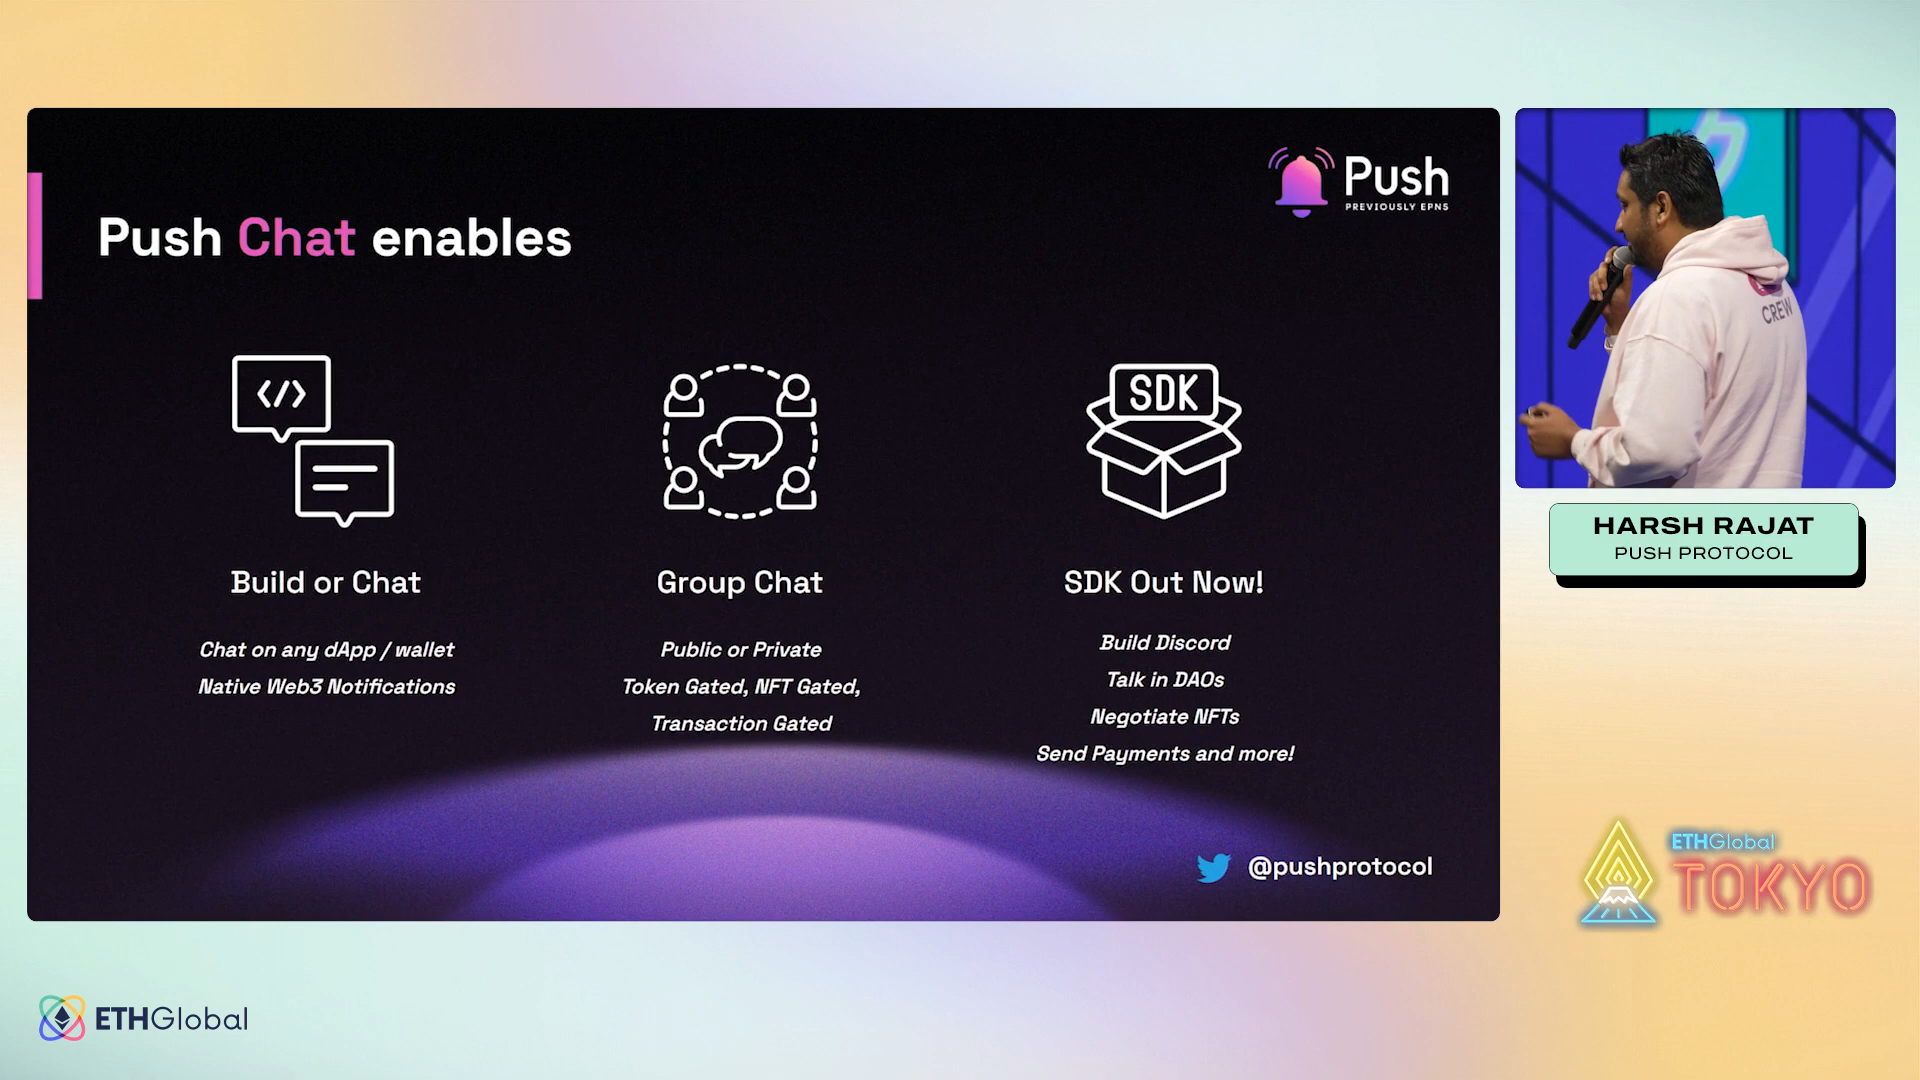 Push
PREVIOUSLY EPNS
Push Chat enables
</>
SDK
Build or Chat
Chat on any dApp / wallet
Native Web3 Notifications
Group Chat
Public or Private
Token Gated, NFT Gated,
Transaction Gated
SDK Out Now!
Build Discord
Talk in DAOs
Negotiate NFTs
Send Payments and more!
@pushprotocol
CREW
HARSH RAJAT
PUSH PROTOCOL
ETHGlobal
TOKYO
ETHGlobal